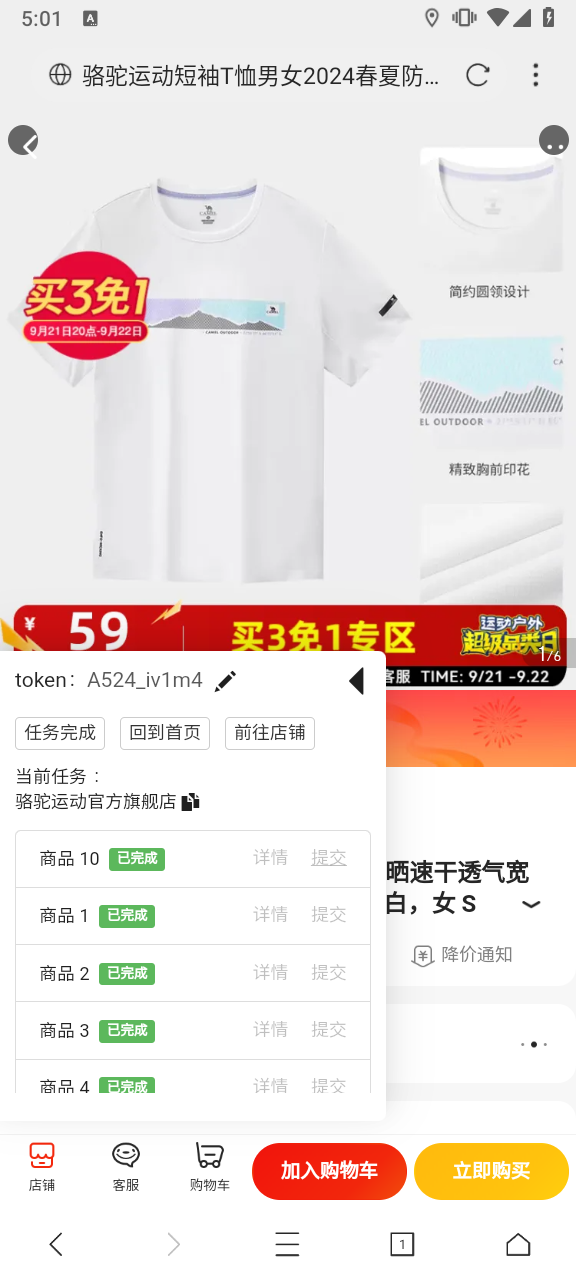 5:01
A
骆驼运动短袖T恤男女2024春夏防...
CAMEL
简约圆领设计
买3免1
9月21日20点-9月22日
CAMEL OUTDOOR
EL OUTDOOR
精致胸前印花
¥ 59
买3免1专区
运动户外
超级品类日
1/6
客服 TIME: 9/21 -9.22
token: A524_iv1m4
任务完成 回到首页 前往店铺
当前任务：
骆驼运动官方旗舰店
商品 10 已完成 详情 提交
商品 1 已完成 详情 提交
商品 2 已完成 详情 提交
商品 3 已完成 详情 提交
商品 4 已完成 详情 提交
晒速干透气宽
白，女 S
降价通知
店铺 客服 购物车 加入购物车 立即购买
1